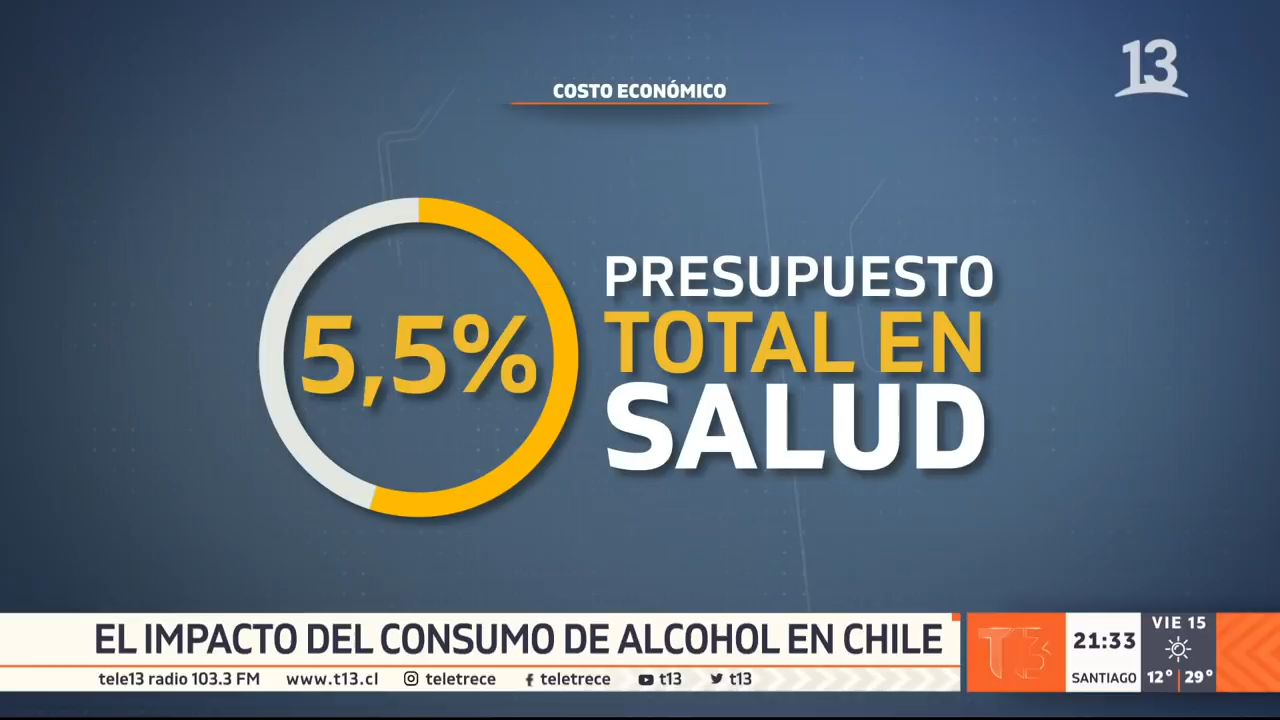 13
COSTO ECONÓMICO
5,5%
PRESUPUESTO
TOTAL EN
SALUD
EL IMPACTO DEL CONSUMO DE ALCOHOL EN CHILE
tele13 radio 103.3 FM www.t13.cl teletrece teletrece t13 t13
T13
21:33
SANTIAGO
VIE 15
12° 29°